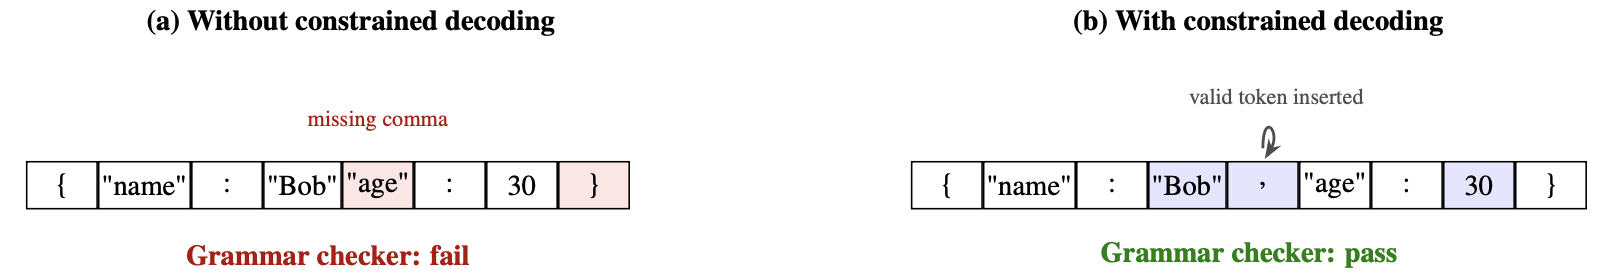 (a) Without constrained decoding
missing comma
{ "name" : "Bob" "age" : 30 }
Grammar checker: fail
(b) With constrained decoding
valid token inserted
{ "name" : "Bob" , "age" : 30 }
Grammar checker: pass